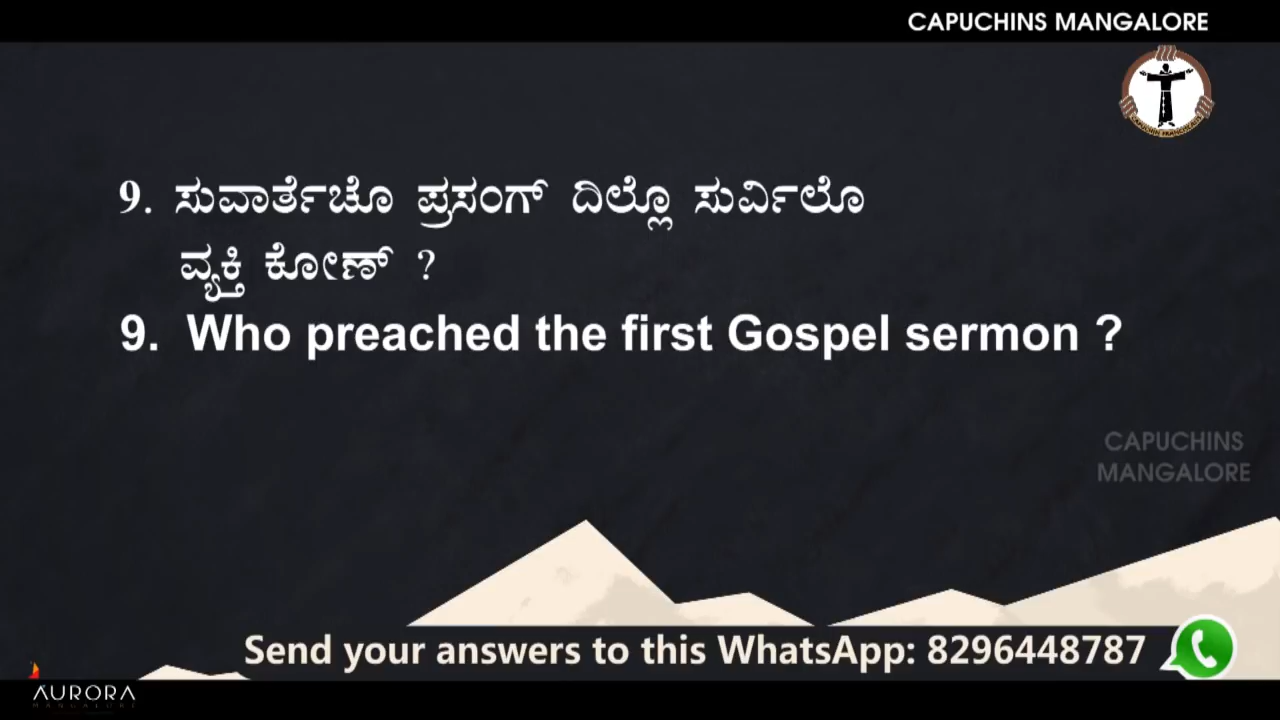 CAPUCHINS MANGALORE
9. ಸುವಾರ್ತೆಚೊ ಪ್ರಸಂಗ್ ದಿಲ್ಲೊ ಸುರ್ವಿಲೊ
ವ್ಯಕ್ತಿ ಕೋಣ್ ?
9. Who preached the first Gospel sermon ?
CAPUCHINS
MANGALORE
Send your answers to this WhatsApp: 8296448787
AURORA
MANGALORE